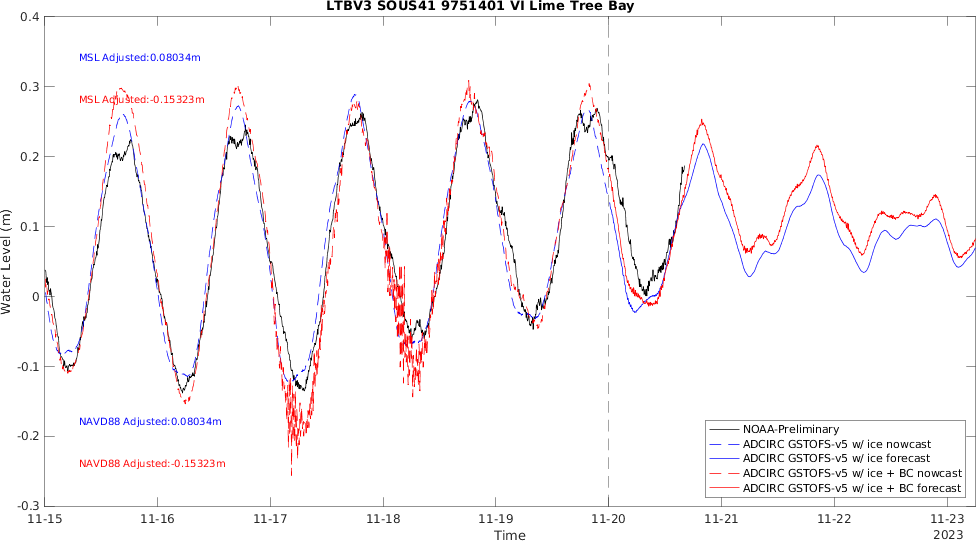 LTBV3 SOUS41 9751401 VI Lime Tree Bay
0.4
0.3
0.2
0.1
0
-0.1
-0.2
-0.3
Water Level (m)
MSL Adjusted:0.08034m
MSL Adjusted:-0.15323m
NAVD88 Adjusted:0.08034m
NAVD88 Adjusted:-0.15323m
NOAA-Preliminary
ADCIRC GSTOFS-v5 w/ ice nowcast
ADCIRC GSTOFS-v5 w/ ice forecast
ADCIRC GSTOFS-v5 w/ ice + BC nowcast
ADCIRC GSTOFS-v5 w/ ice + BC forecast
11-15 11-16 11-17 11-18 11-19 11-20 11-21 11-22 11-23
Time
2023